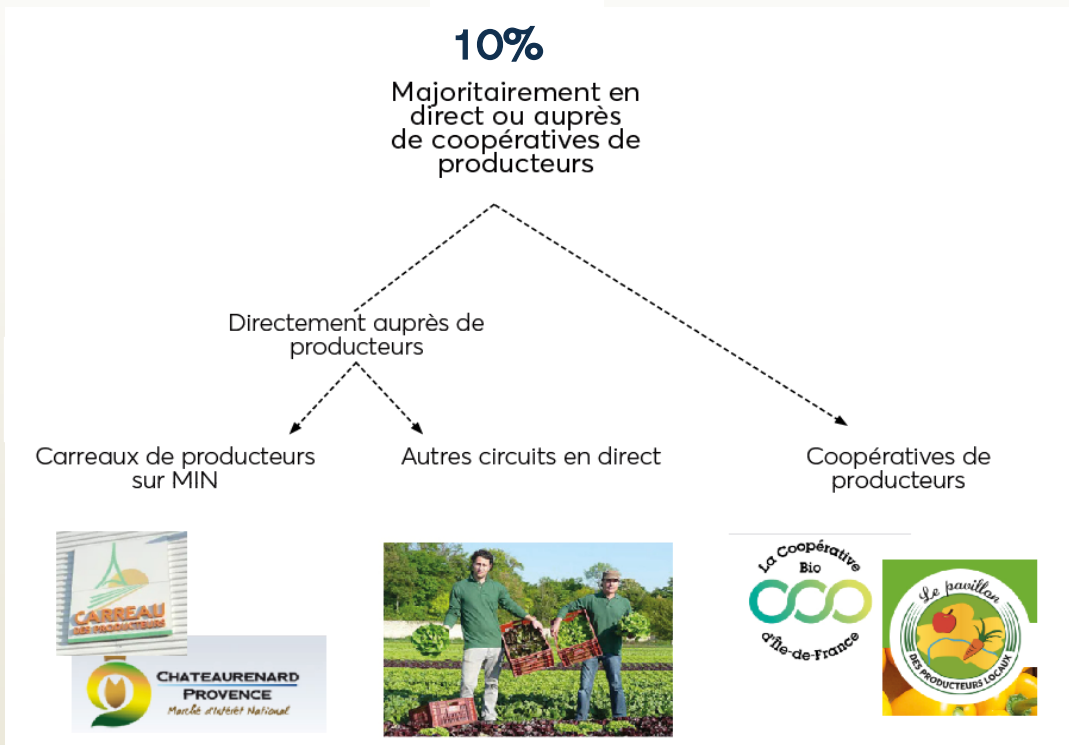 10%
Majoritairement en
direct ou auprès
de coopératives de
producteurs
Directement auprès de
producteurs
Carreaux de producteurs
sur MIN
Autres circuits en direct
Coopératives de
producteurs
CARREAU
DES PRODUCTEURS
CHATEAURENARD
PROVENCE
Marché d'Intérêt National
La Coopérative
Bio
d'Île-de-France
Le pavillon
DES PRODUCTEURS LOCAUX